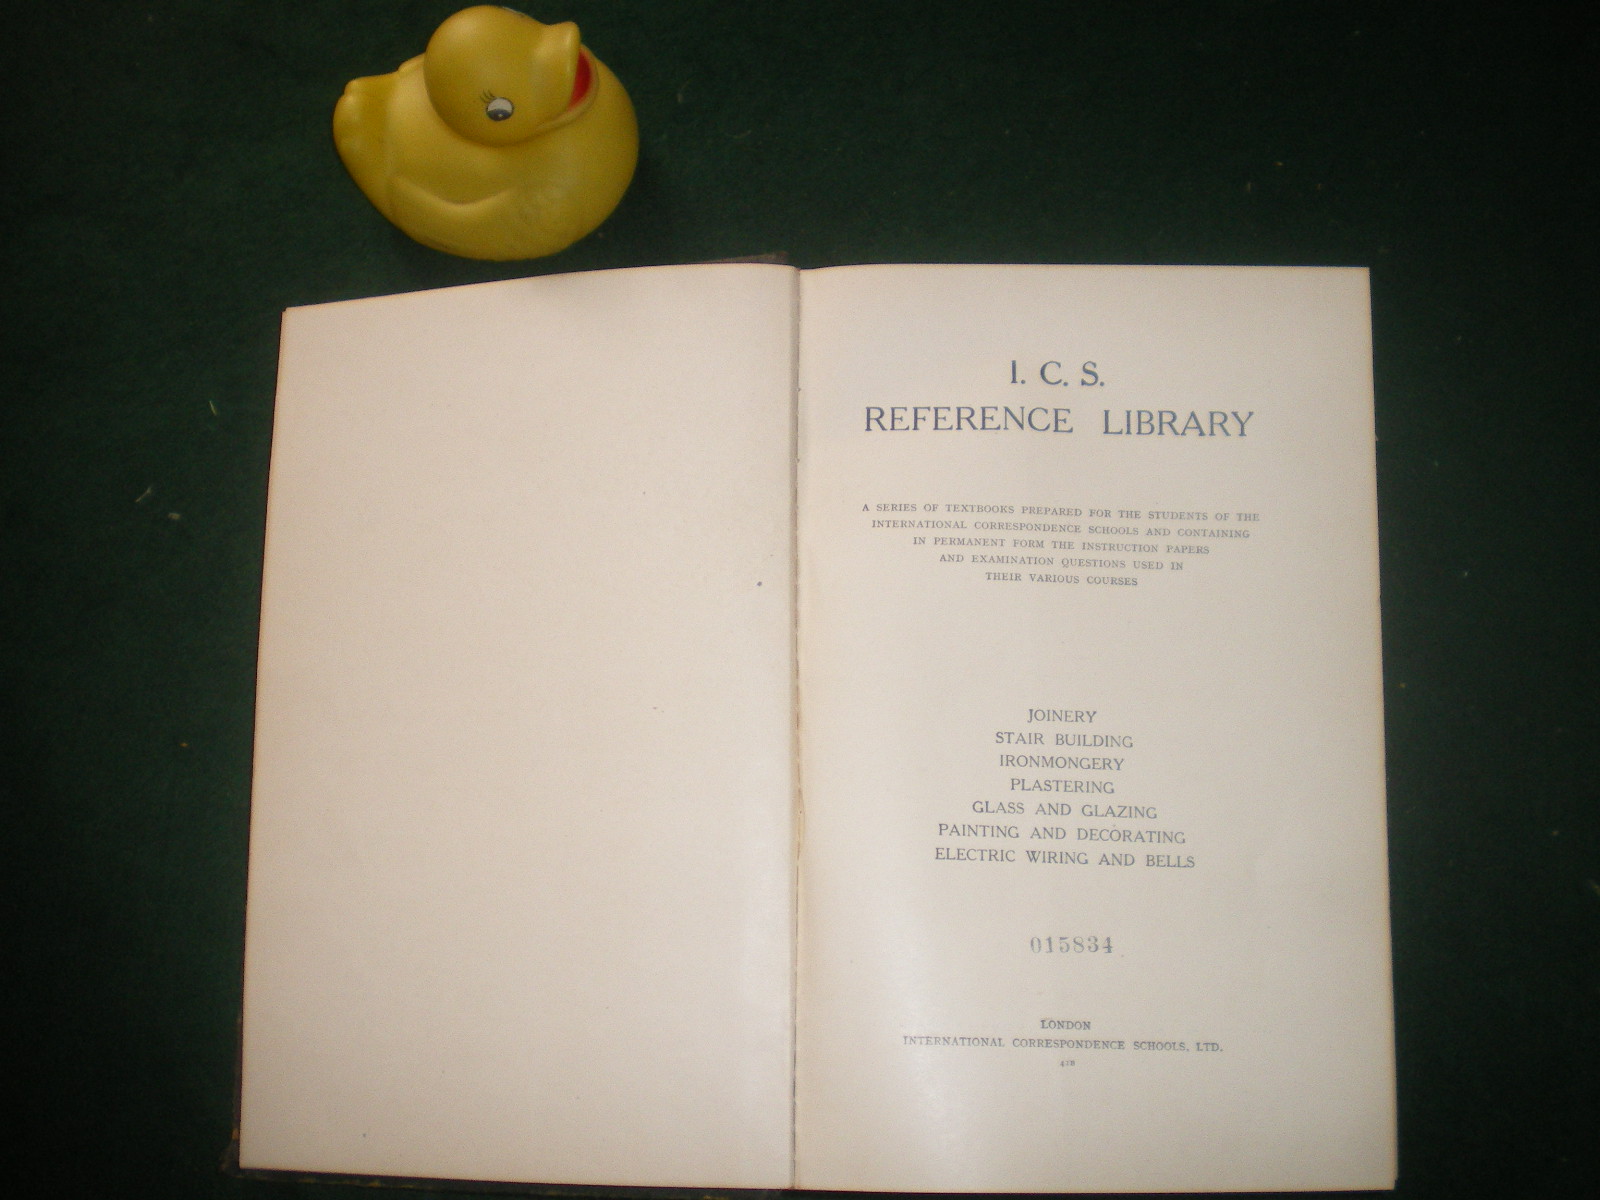 I. C. S.
REFERENCE LIBRARY
A SERIES OF TEXTBOOKS PREPARED FOR THE STUDENTS OF THE
INTERNATIONAL CORRESPONDENCE SCHOOLS AND CONTAINING
IN PERMANENT FORM THE INSTRUCTION PAPERS
AND EXAMINATION QUESTIONS USED IN
THEIR VARIOUS COURSES
JOINERY
STAIR BUILDING
IRONMONGERY
PLASTERING
GLASS AND GLAZING
PAINTING AND DECORATING
ELECTRIC WIRING AND BELLS
015834
LONDON
INTERNATIONAL CORRESPONDENCE SCHOOLS, LTD.